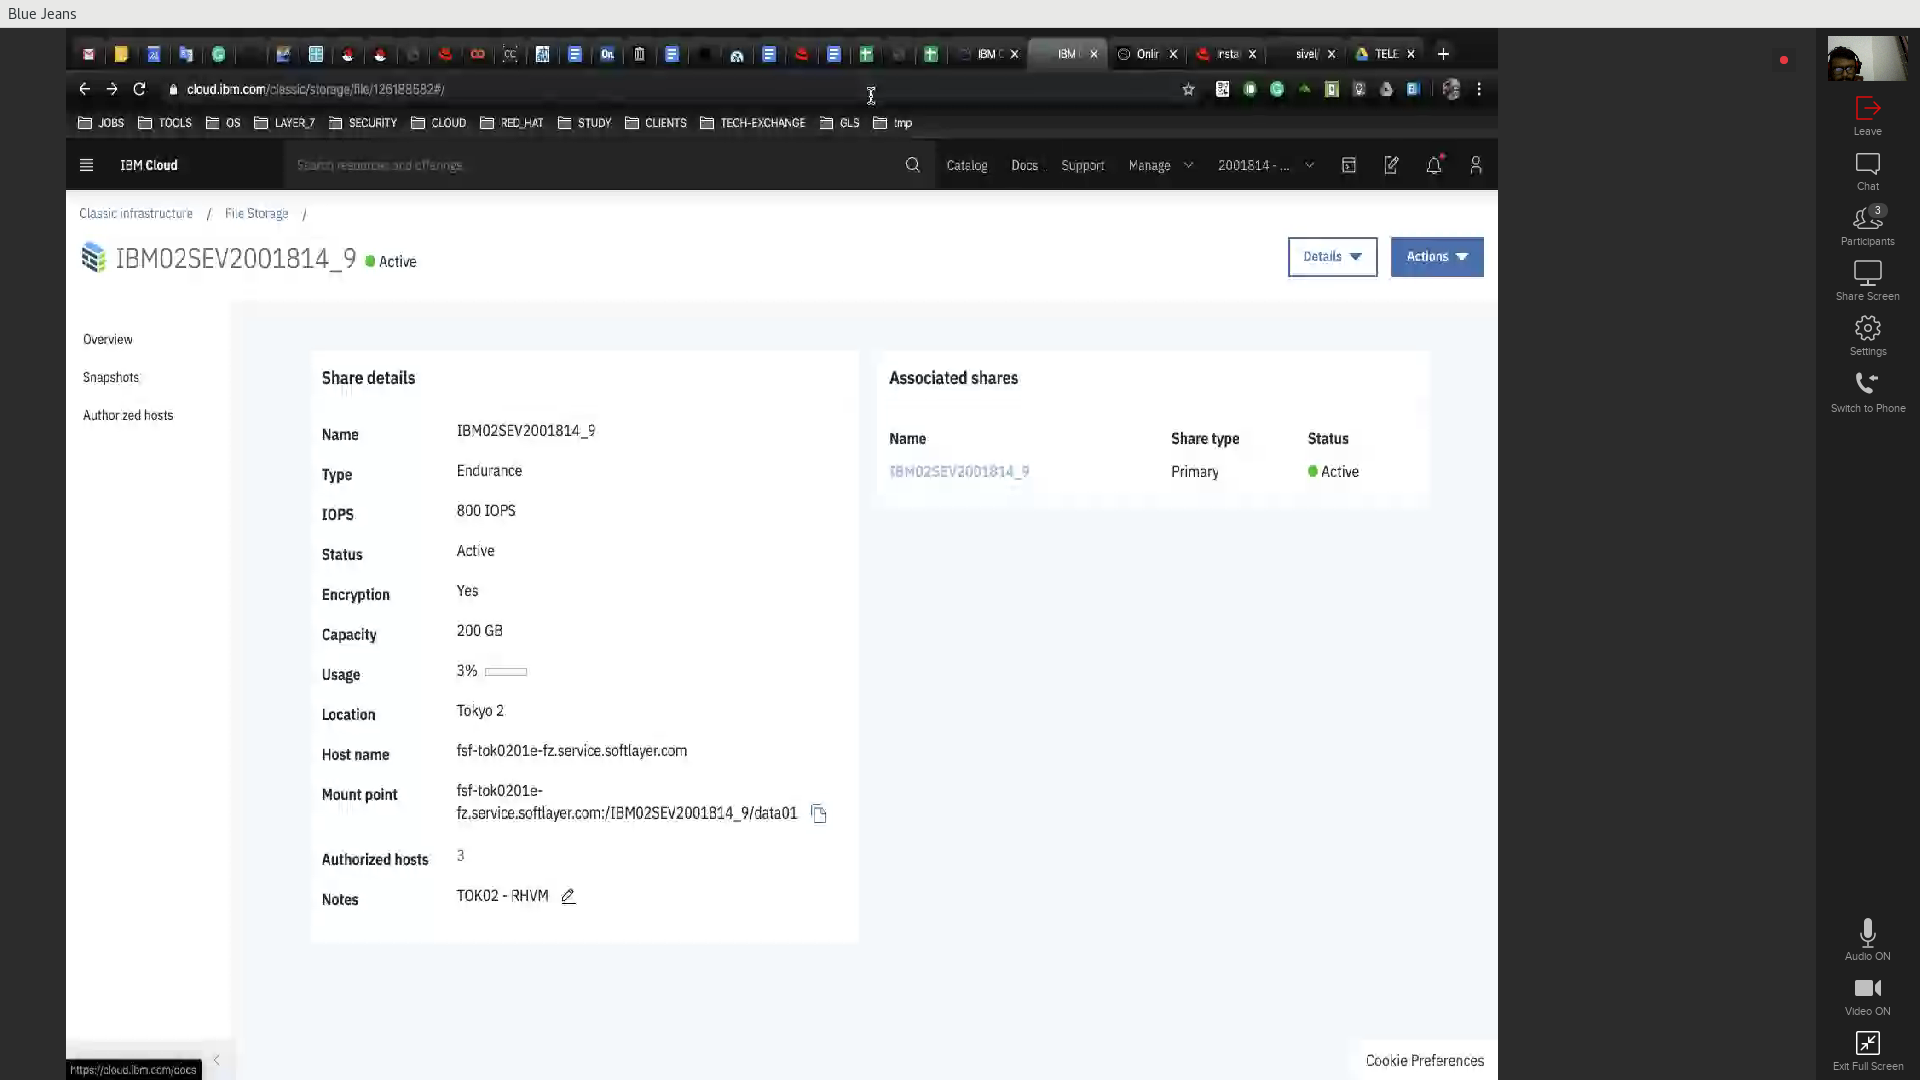 Blue Jeans
IBM C
IBM
Onlir
insta
sivel
TELE
cloud.ibm.com/classic/storage/file/126188582#/
JOBS TOOLS OS LAYER_7 SECURITY CLOUD RED_HAT STUDY CLIENTS TECH-EXCHANGE GLS tmp
IBM Cloud Search resources and offerings Catalog Docs Support Manage 2001814 - ...
Classic infrastructure / File Storage /
IBM02SEV2001814_9 Active
Details Actions
Overview
Snapshots
Authorized hosts
Share details
Name IBM02SEV2001814_9
Type Endurance
IOPS 800 IOPS
Status Active
Encryption Yes
Capacity 200 GB
Usage 3%
Location Tokyo 2
Host name fsf-tok0201e-fz.service.softlayer.com
Mount point fsf-tok0201e-
fz.service.softlayer.com:/IBM02SEV2001814_9/data01
Authorized hosts 3
Notes TOK02 - RHVM
Associated shares
Name Share type Status
IBM02SEV2001814_9 Primary Active
Cookie Preferences
https://cloud.ibm.com/docs
Leave
Chat
3
Participants
Share Screen
Settings
Switch to Phone
Audio ON
Video ON
Exit Full Screen